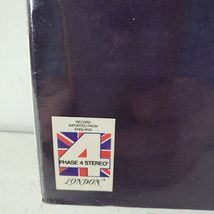 RECORD
IMPORTED FROM
ENGLAND
4
PHASE 4 STEREO
LONDON